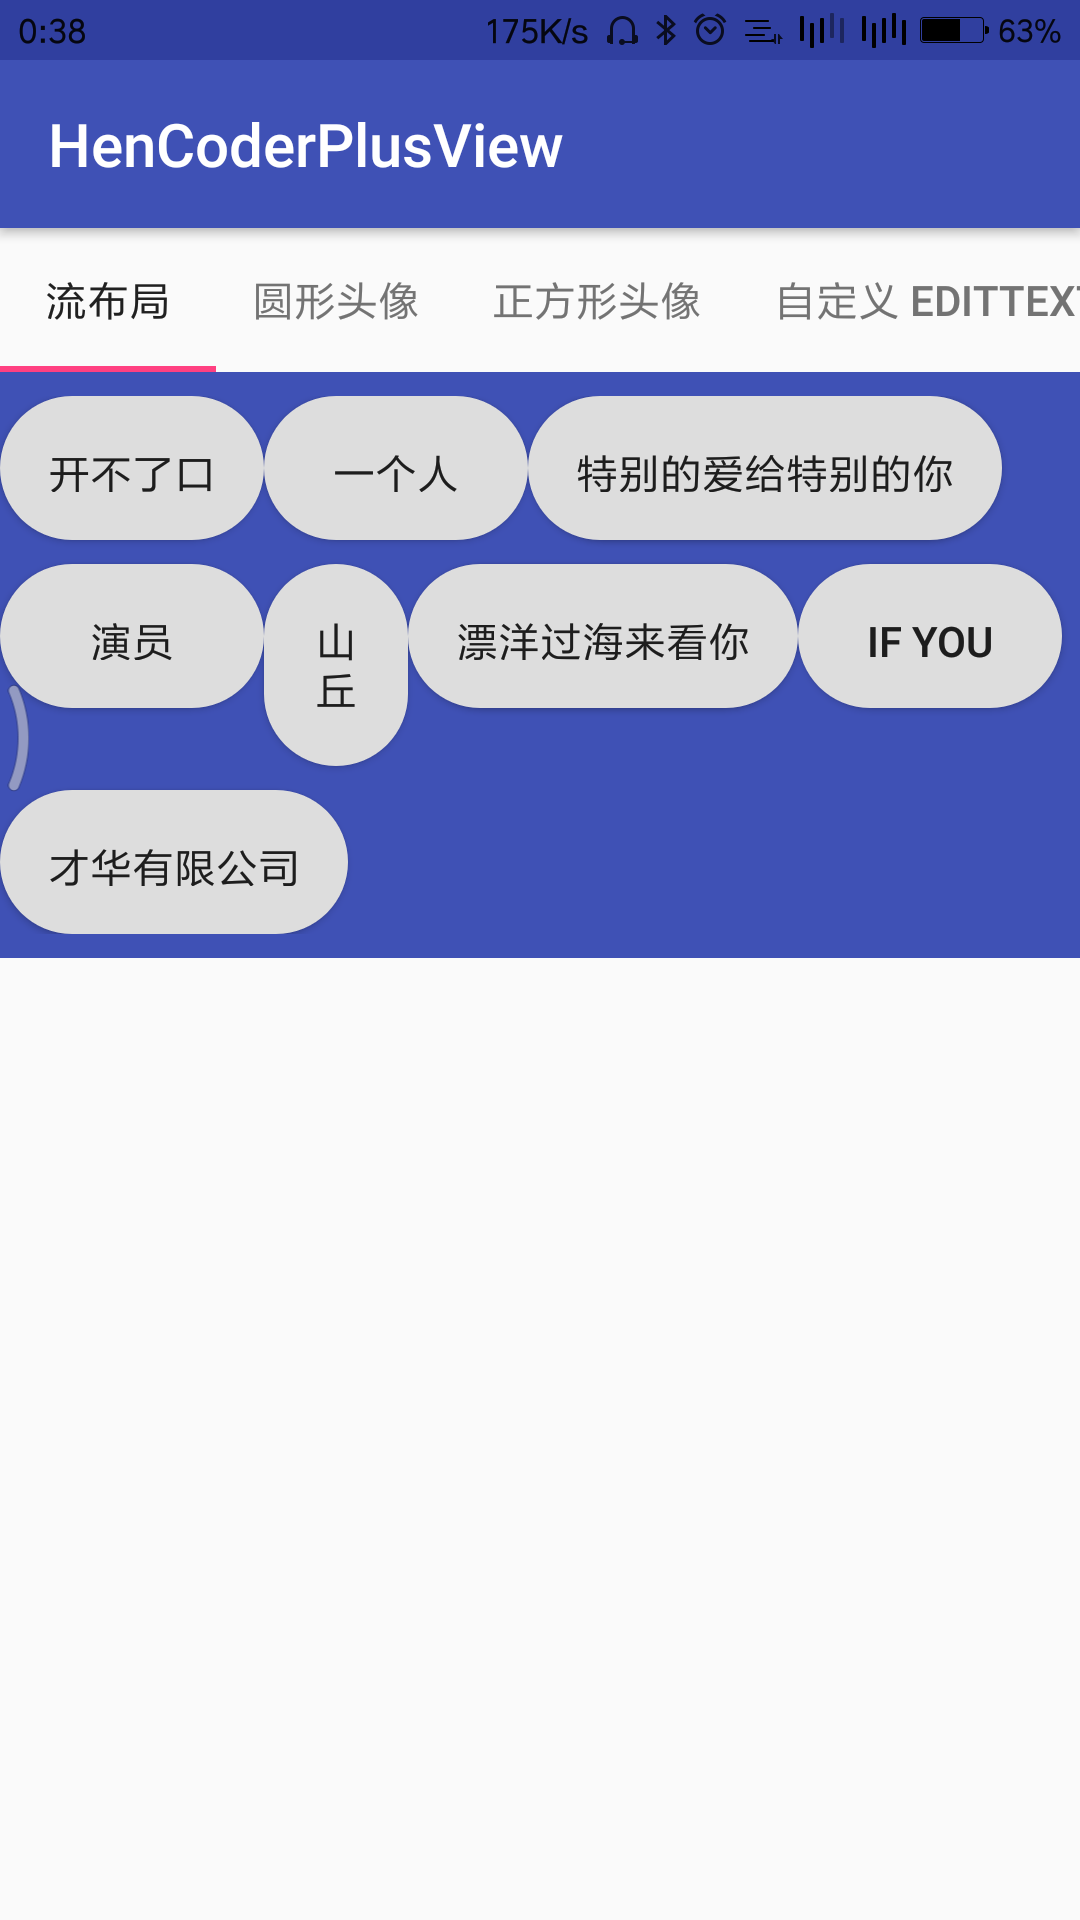 0:38 175K/s 63%
HenCoderPlusView
流布局 圆形头像 正方形头像 自定义 EDITTEXT
开不了口 一个人 特别的爱给特别的你
演员 山丘 漂洋过海来看你 IF YOU
才华有限公司